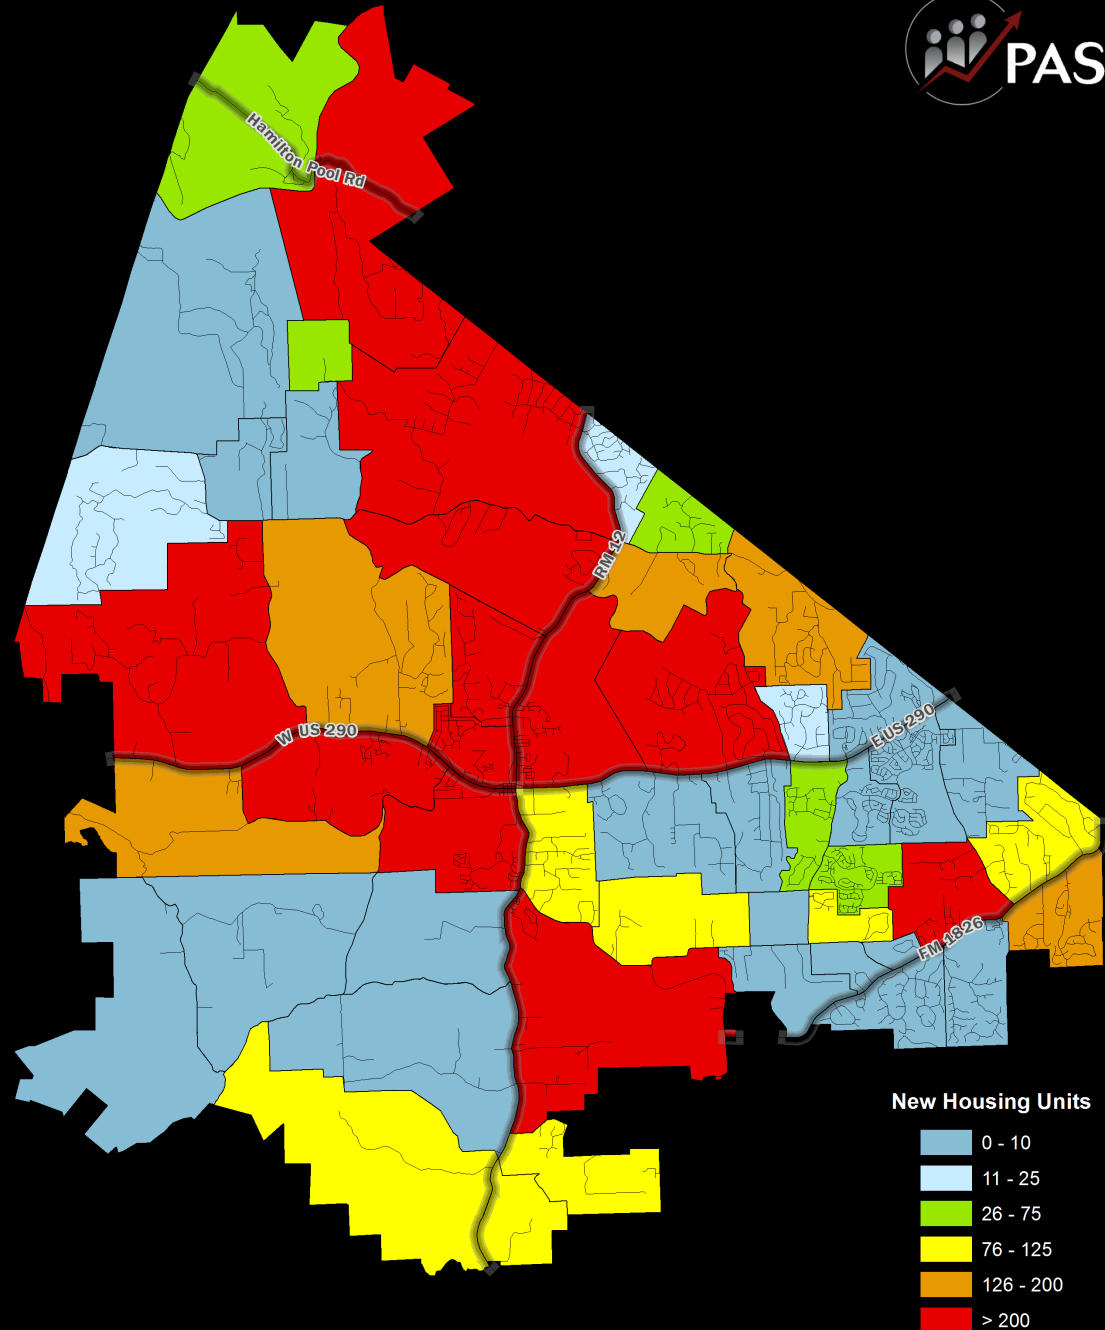 PAS
Hamilton Pool Rd
RM 12
W US 290
E US 290
FM 1826
New Housing Units
0 - 10
11 - 25
26 - 75
76 - 125
126 - 200
> 200